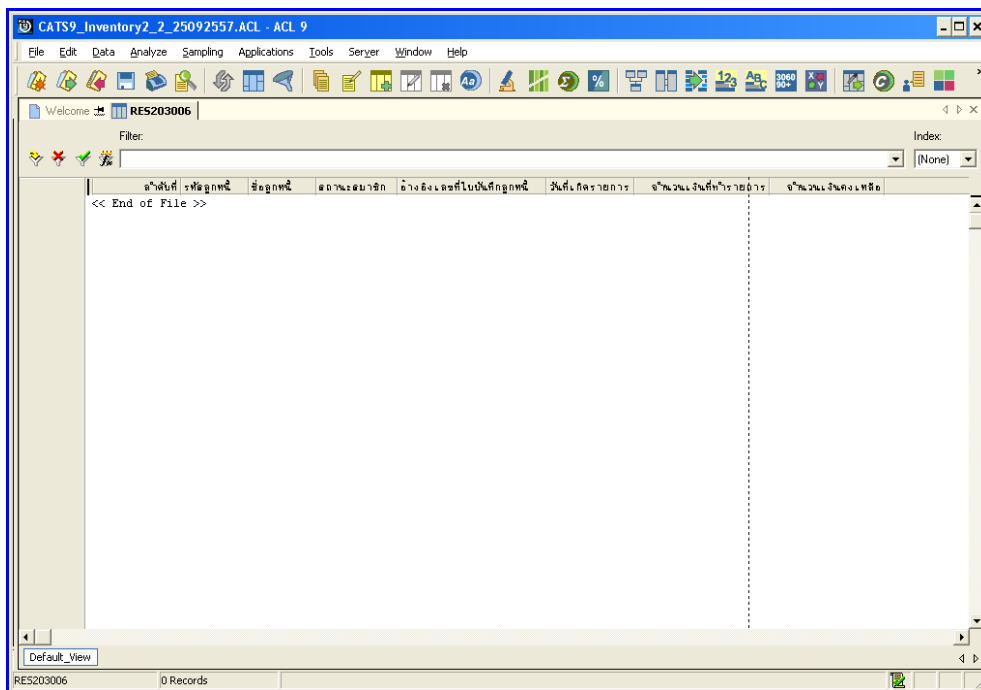 CATS9_Inventory2_2_25092557.ACL - ACL 9
File Edit Data Analyze Sampling Applications Tools Server Window Help
Welcome RES203006
Filter: Index:
(None)
ลำดับที่ รหัสลูกหนี้ ชื่อลูกหนี้ สถานะสมาชิก อ้างอิงเลขที่ใบบันทึกลูกหนี้ วันที่เกิดรายการ จำนวนเงินที่ทำรายการ จำนวนเงินคงเหลือ
<< End of File >>
Default_View
RES203006 0 Records